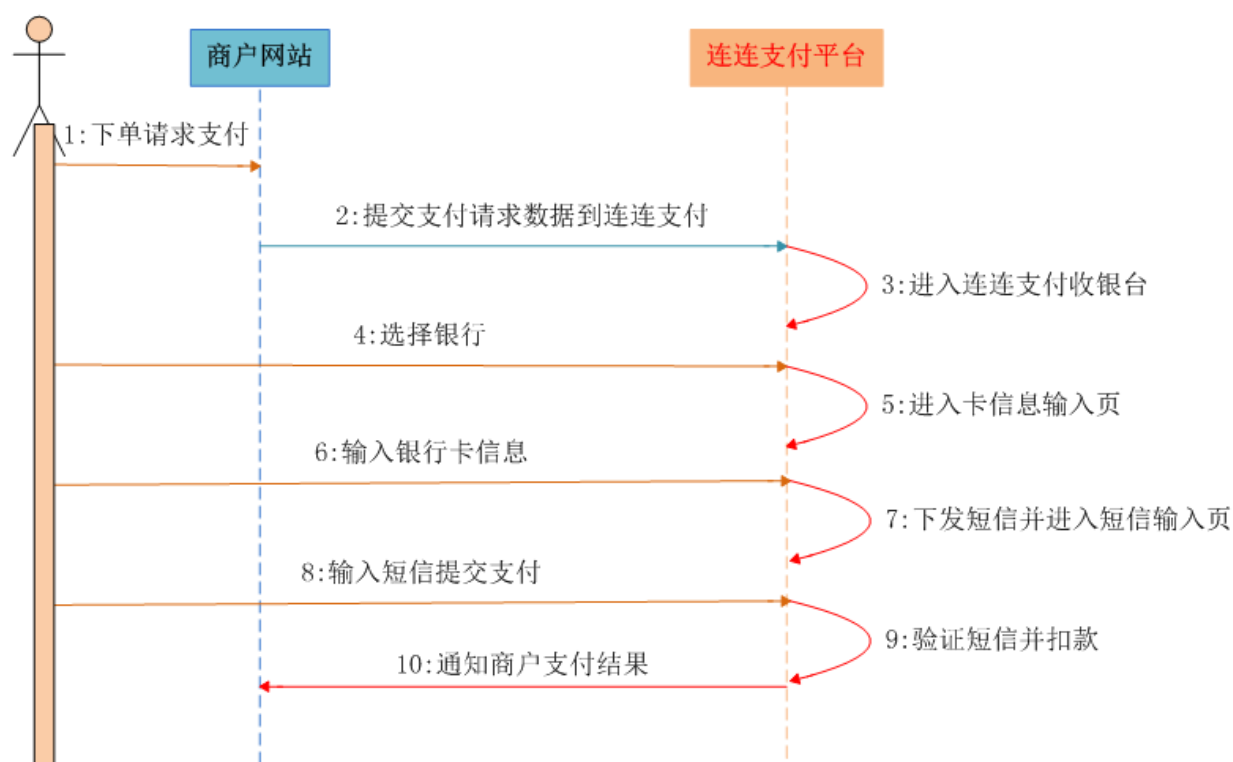 商户网站
连连支付平台
1:下单请求支付
2:提交支付请求数据到连连支付
3:进入连连支付收银台
4:选择银行
5:进入卡信息输入页
6:输入银行卡信息
7:下发短信并进入短信输入页
8:输入短信提交支付
9:验证短信并扣款
10:通知商户支付结果